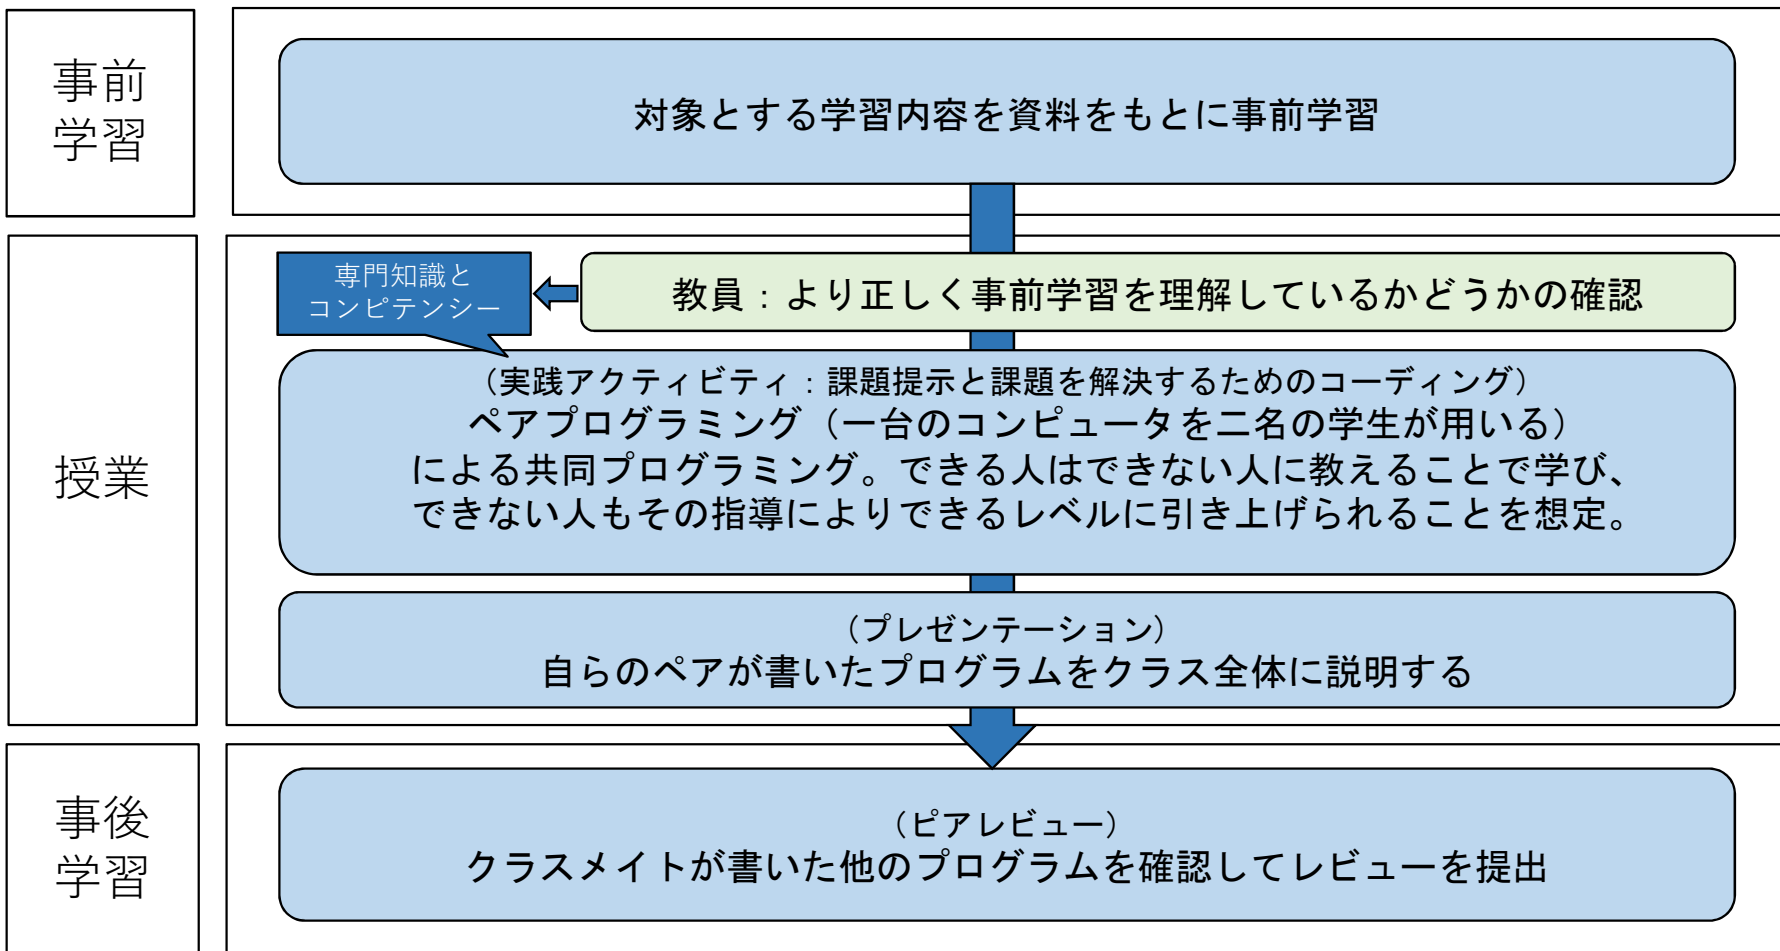 事前
学習
対象とする学習内容を資料をもとに事前学習
授業
専門知識と
コンピテンシー
教員：より正しく事前学習を理解しているかどうかの確認
（実践アクティビティ：課題提示と課題を解決するためのコーディング）
ペアプログラミング（一台のコンピュータを二名の学生が用いる）
による共同プログラミング。できる人はできない人に教えることで学び、
できない人もその指導によりできるレベルに引き上げられることを想定。
（プレゼンテーション）
自らのペアが書いたプログラムをクラス全体に説明する
事後
学習
（ピアレビュー）
クラスメイトが書いた他のプログラムを確認してレビューを提出